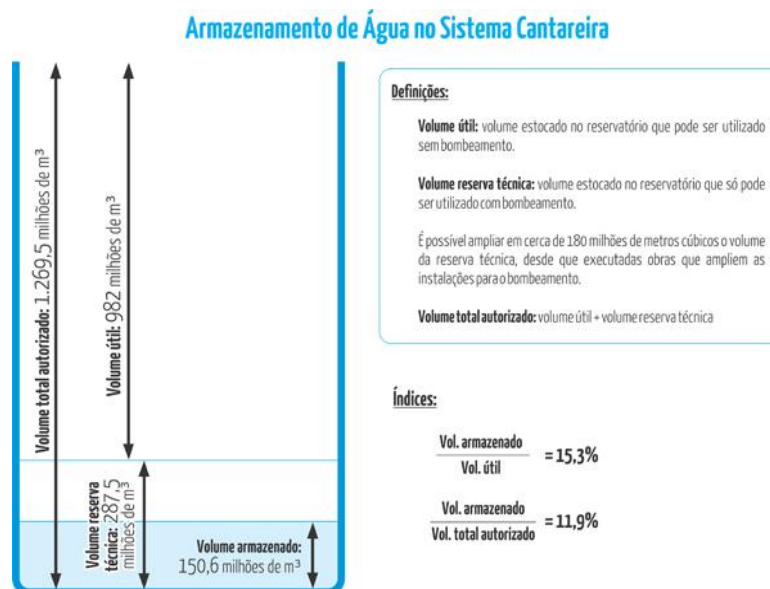 Armazenamento de Água no Sistema Cantareira
Volume total autorizado: 1.269,5 milhões de m³
Volume útil: 982 milhões de m³
Volume reserva
técnica: 287,5
milhões de m³
Volume armazenado:
150,6 milhões de m³
Definições:
Volume útil: volume estocado no reservatório que pode ser utilizado
sem bombeamento.
Volume reserva técnica: volume estocado no reservatório que só pode
ser utilizado com bombeamento.
É possível ampliar em cerca de 180 milhões de metros cúbicos o volume
da reserva técnica, desde que executadas obras que ampliem as
instalações para o bombeamento.
Volume total autorizado: volume útil + volume reserva técnica
Índices:
Vol. armazenado
Vol. útil
= 15,3%
Vol. armazenado
Vol. total autorizado
= 11,9%